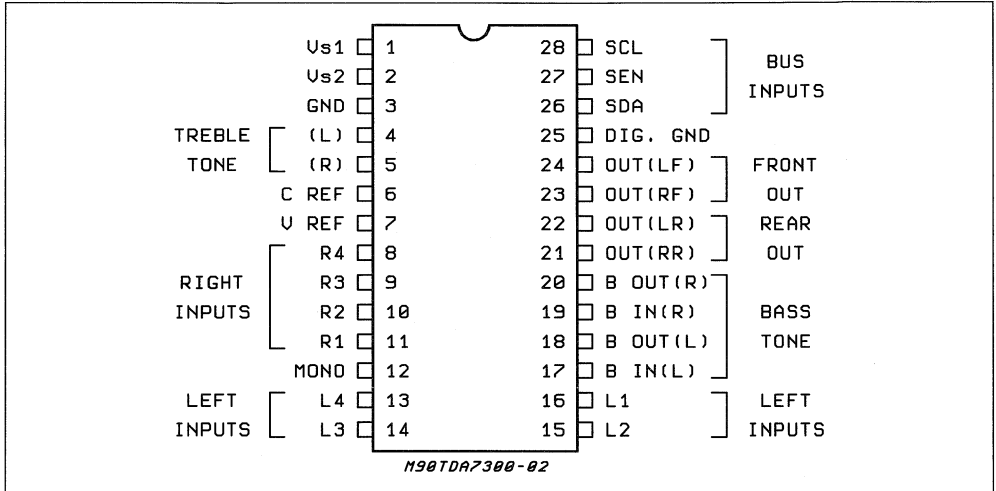 Vs1 1 28 SCL
BUS
Vs2 2 27 SEN
INPUTS
GND 3 26 SDA
TREBLE (L) 4 25 DIG. GND
TONE (R) 5 24 OUT(LF) FRONT
C REF 6 23 OUT(RF) OUT
V REF 7 22 OUT(LR) REAR
R4 8 21 OUT(RR) OUT
RIGHT R3 9 20 B OUT(R)
INPUTS R2 10 19 B IN(R) BASS
R1 11 18 B OUT(L) TONE
MONO 12 17 B IN(L)
LEFT L4 13 16 L1 LEFT
INPUTS L3 14 15 L2 INPUTS
M90TDA7300-02